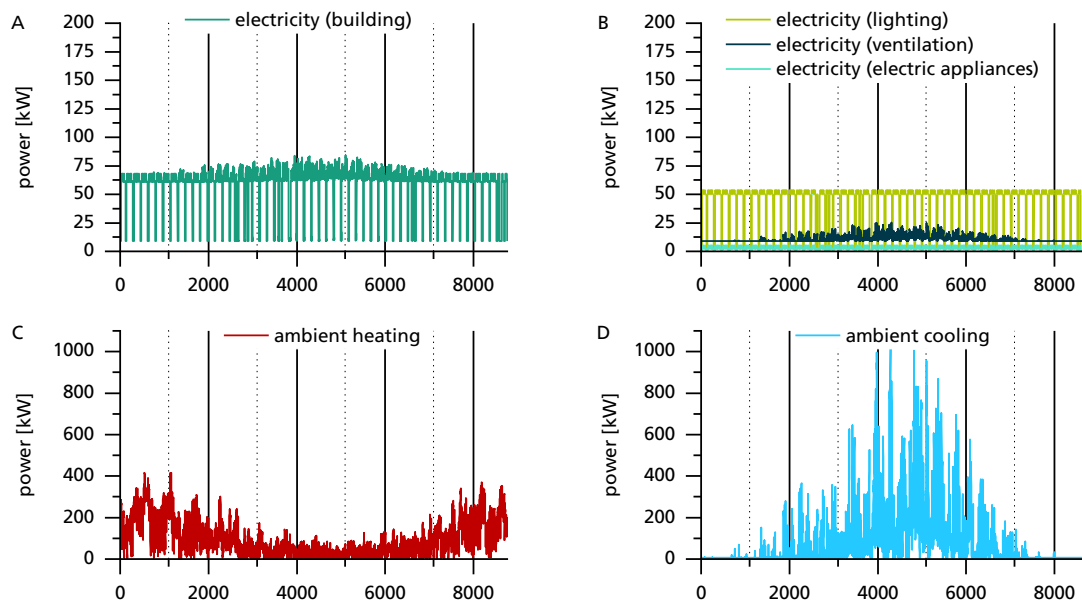 A
electricity (building)
power [kW]
200
175
150
125
100
75
50
25
0
0 2000 4000 6000 8000
B
electricity (lighting)
electricity (ventilation)
electricity (electric appliances)
power [kW]
200
175
150
125
100
75
50
25
0
0 2000 4000 6000 8000
C
ambient heating
power [kW]
1000
800
600
400
200
0
0 2000 4000 6000 8000
D
ambient cooling
power [kW]
1000
800
600
400
200
0
0 2000 4000 6000 8000